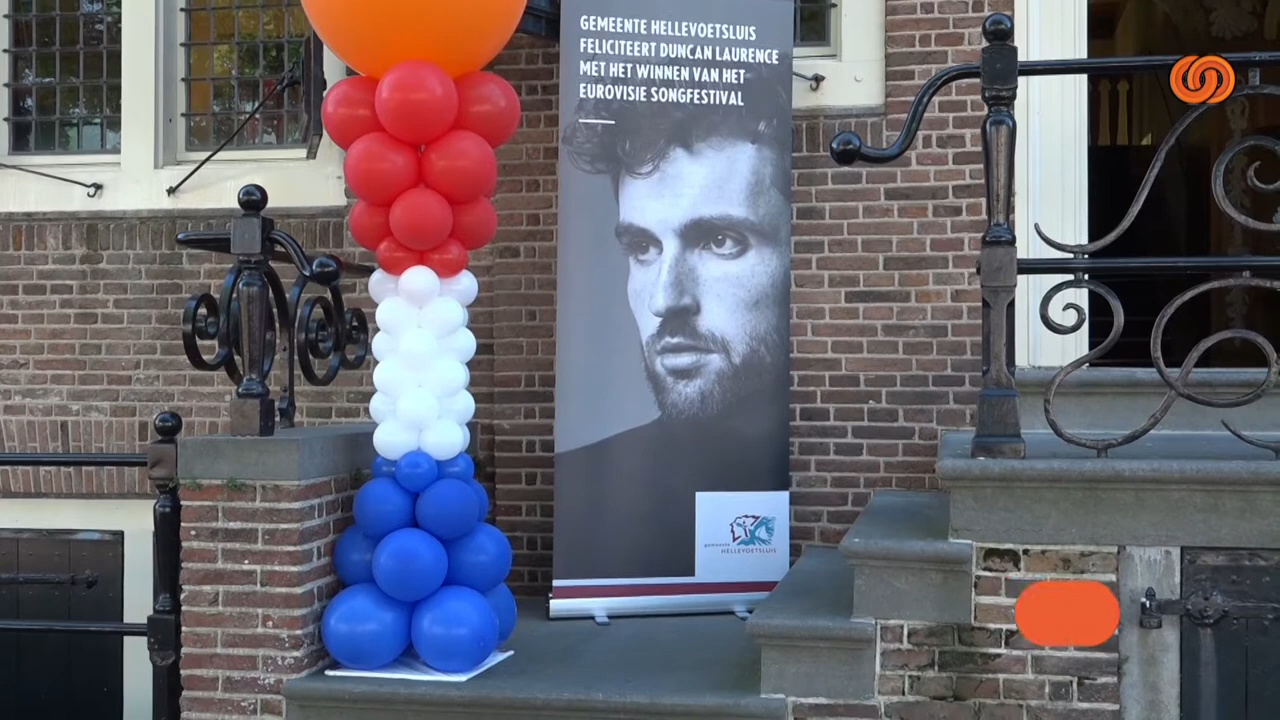 GEMEENTE HELLEVOETSLUIS
FELICITEERT DUNCAN LAURENCE
MET HET WINNEN VAN HET
EUROVISIE SONGFESTIVAL
gemeente
HELLEVOETSLUIS